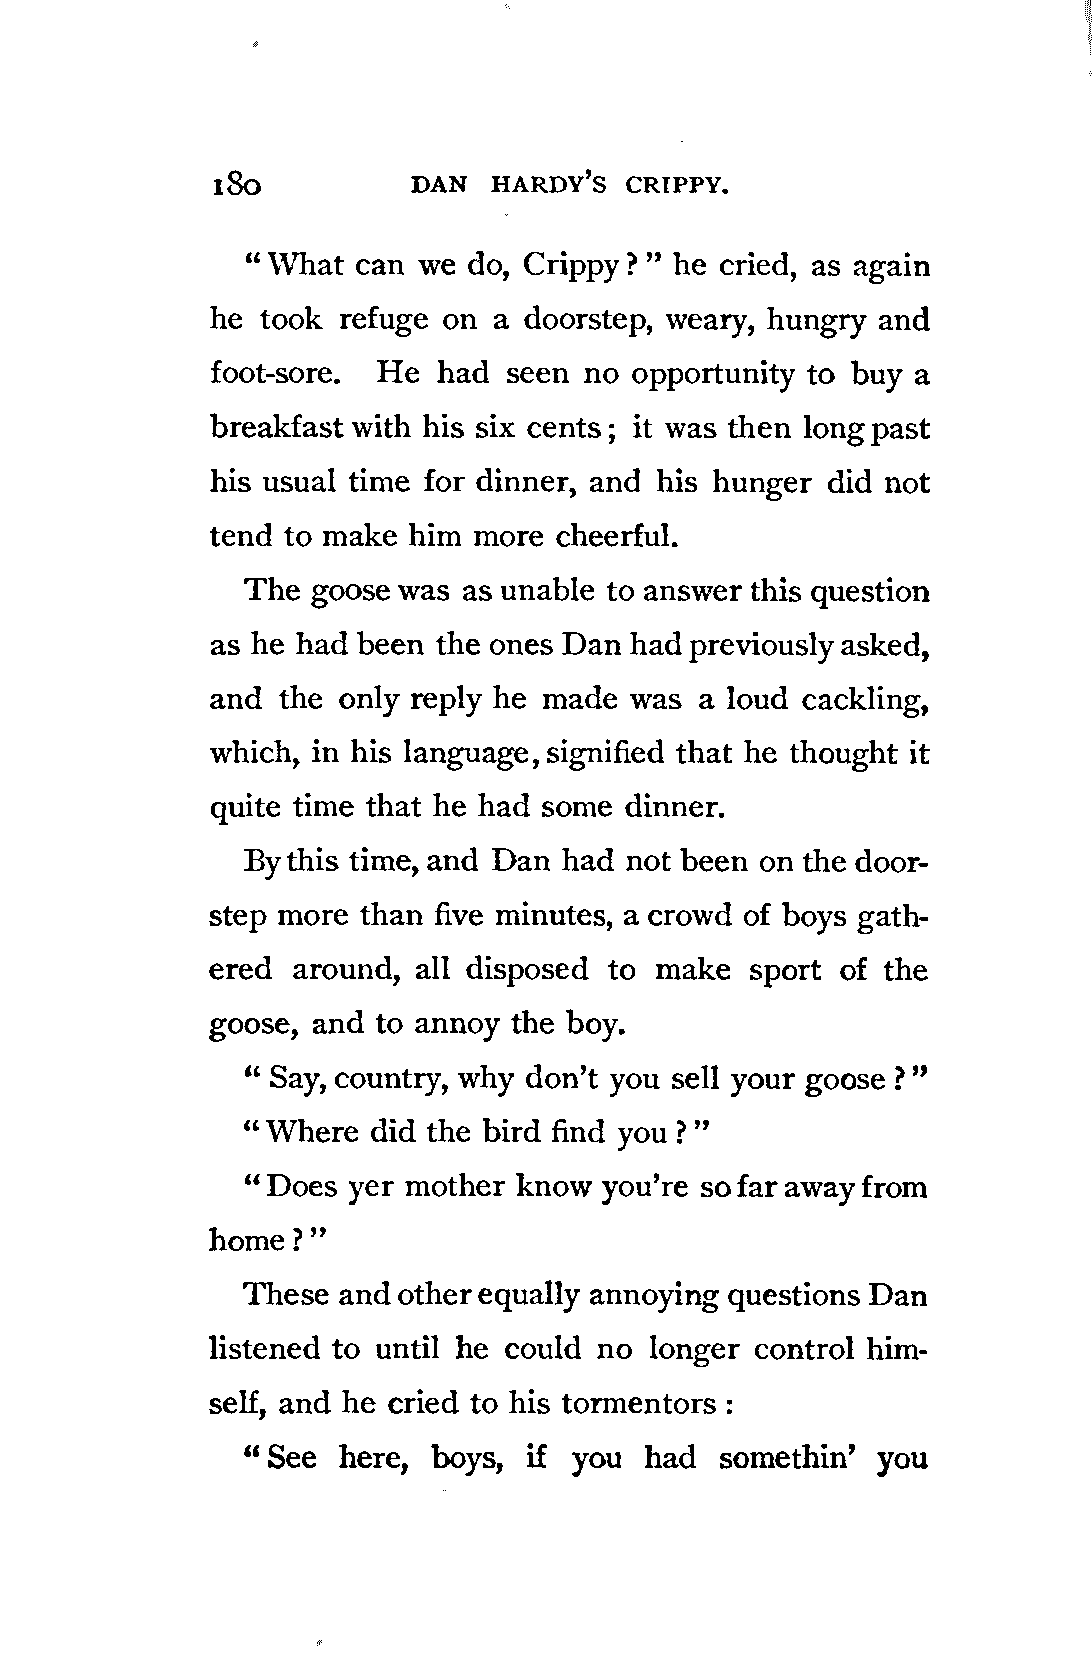 180 DAN HARDY'S CRIPPY.
"What can we do, Crippy?" he cried, as again
he took refuge on a doorstep, weary, hungry and
foot-sore. He had seen no opportunity to buy a
breakfast with his six cents; it was then long past
his usual time for dinner, and his hunger did not
tend to make him more cheerful.
The goose was as unable to answer this question
as he had been the ones Dan had previously asked,
and the only reply he made was a loud cackling,
which, in his language, signified that he thought it
quite time that he had some dinner.
By this time, and Dan had not been on the door-
step more than five minutes, a crowd of boys gath-
ered around, all disposed to make sport of the
goose, and to annoy the boy.
"Say, country, why don't you sell your goose?"
"Where did the bird find you?"
"Does yer mother know you're so far away from
home?"
These and other equally annoying questions Dan
listened to until he could no longer control him-
self, and he cried to his tormentors:
"See here, boys, if you had somethin' you